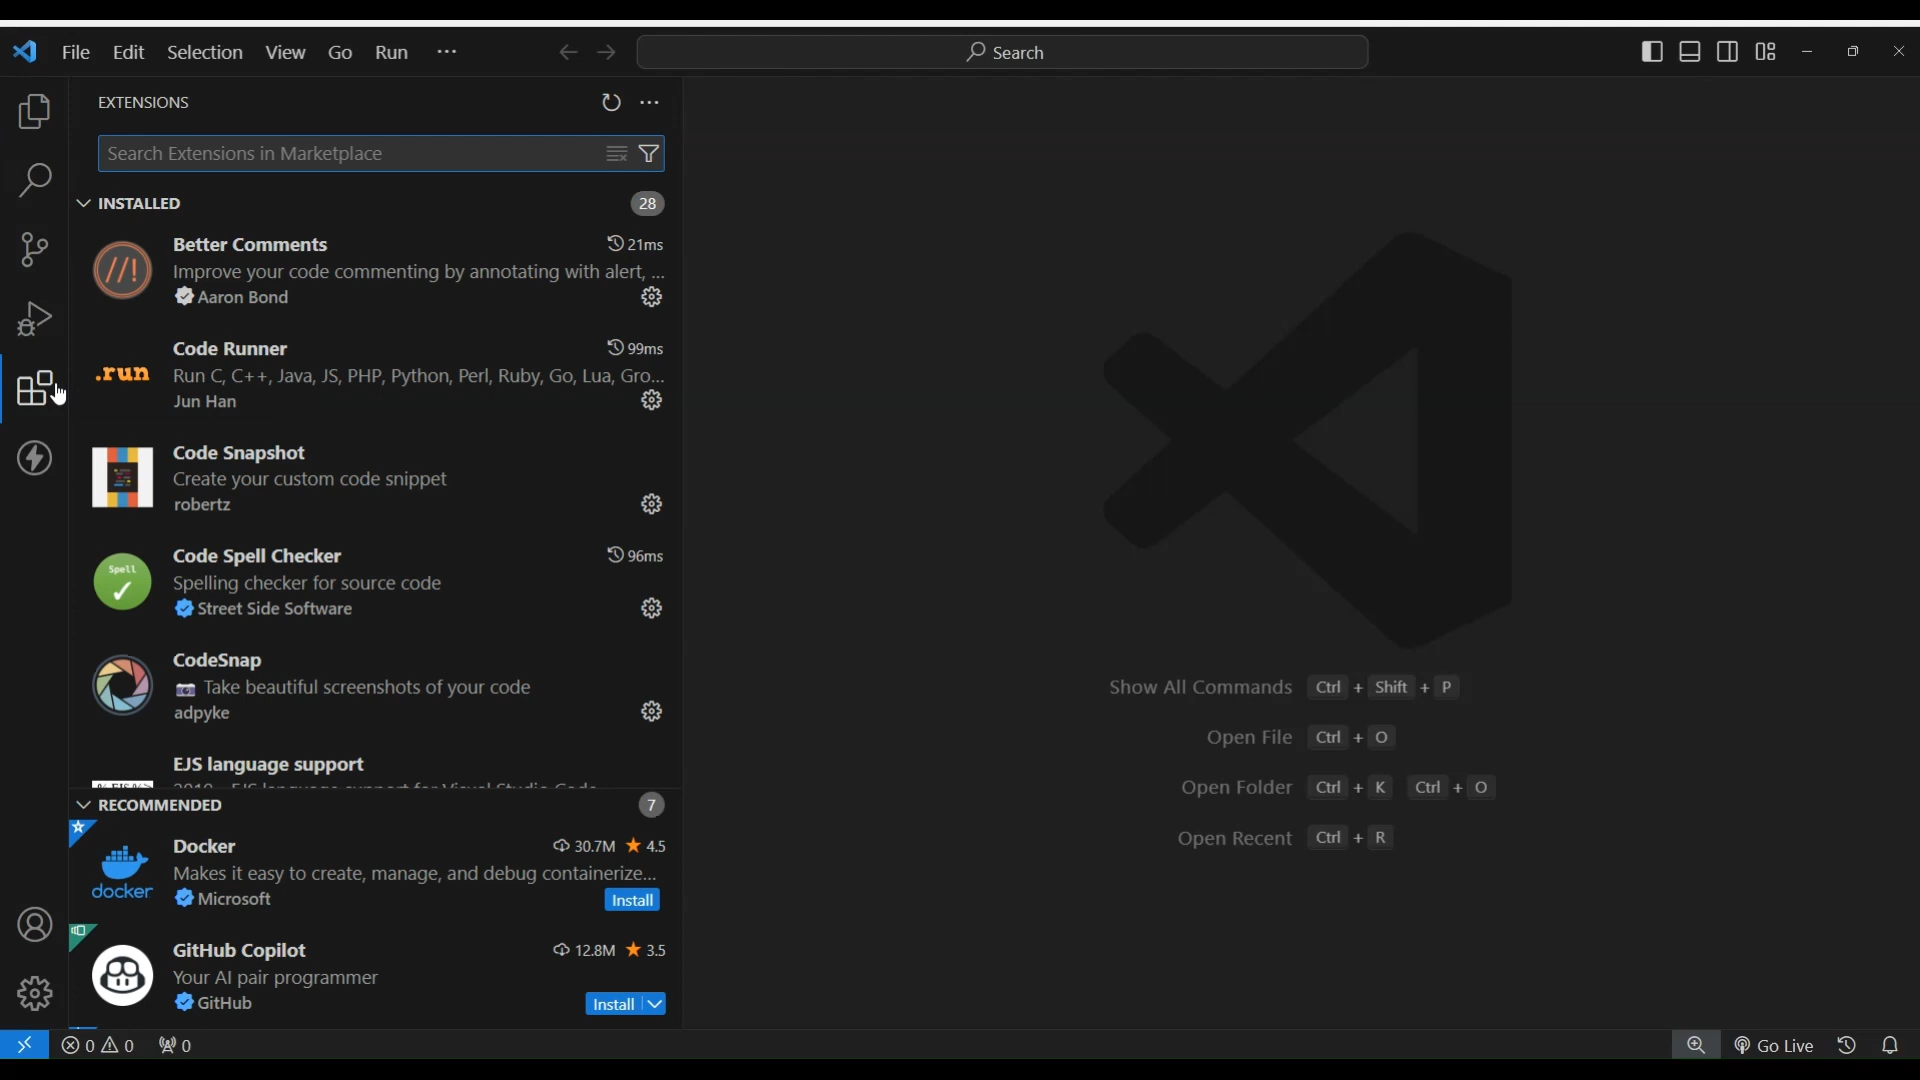 File Edit Selection View Go Run ··· Search
EXTENSIONS
Search Extensions in Marketplace
INSTALLED 28
Better Comments 21ms
Improve your code commenting by annotating with alert, ...
Aaron Bond
Code Runner 99ms
.run
Run C, C++, Java, JS, PHP, Python, Perl, Ruby, Go, Lua, Gro...
Jun Han
Code Snapshot
Create your custom code snippet
robertz
Code Spell Checker 96ms
Spell
Spelling checker for source code
Street Side Software
CodeSnap
Take beautiful screenshots of your code
adpyke
EJS language support
RECOMMENDED 7
Docker 30.7M 4.5
Makes it easy to create, manage, and debug containerize...
docker
Microsoft Install
GitHub Copilot 12.8M 3.5
Your AI pair programmer
GitHub Install
Show All Commands Ctrl + Shift + P
Open File Ctrl + O
Open Folder Ctrl + K Ctrl + O
Open Recent Ctrl + R
0 0 0 Go Live